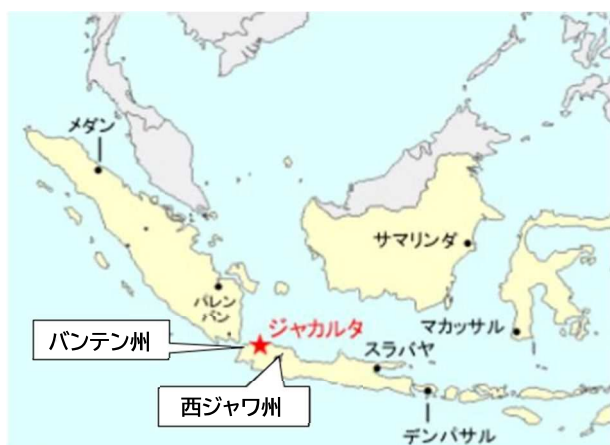 メダン
サマリンダ
パレン
バン
ジャカルタ
マカッサル
バンテン州
スラバヤ
西ジャワ州
デンパサル